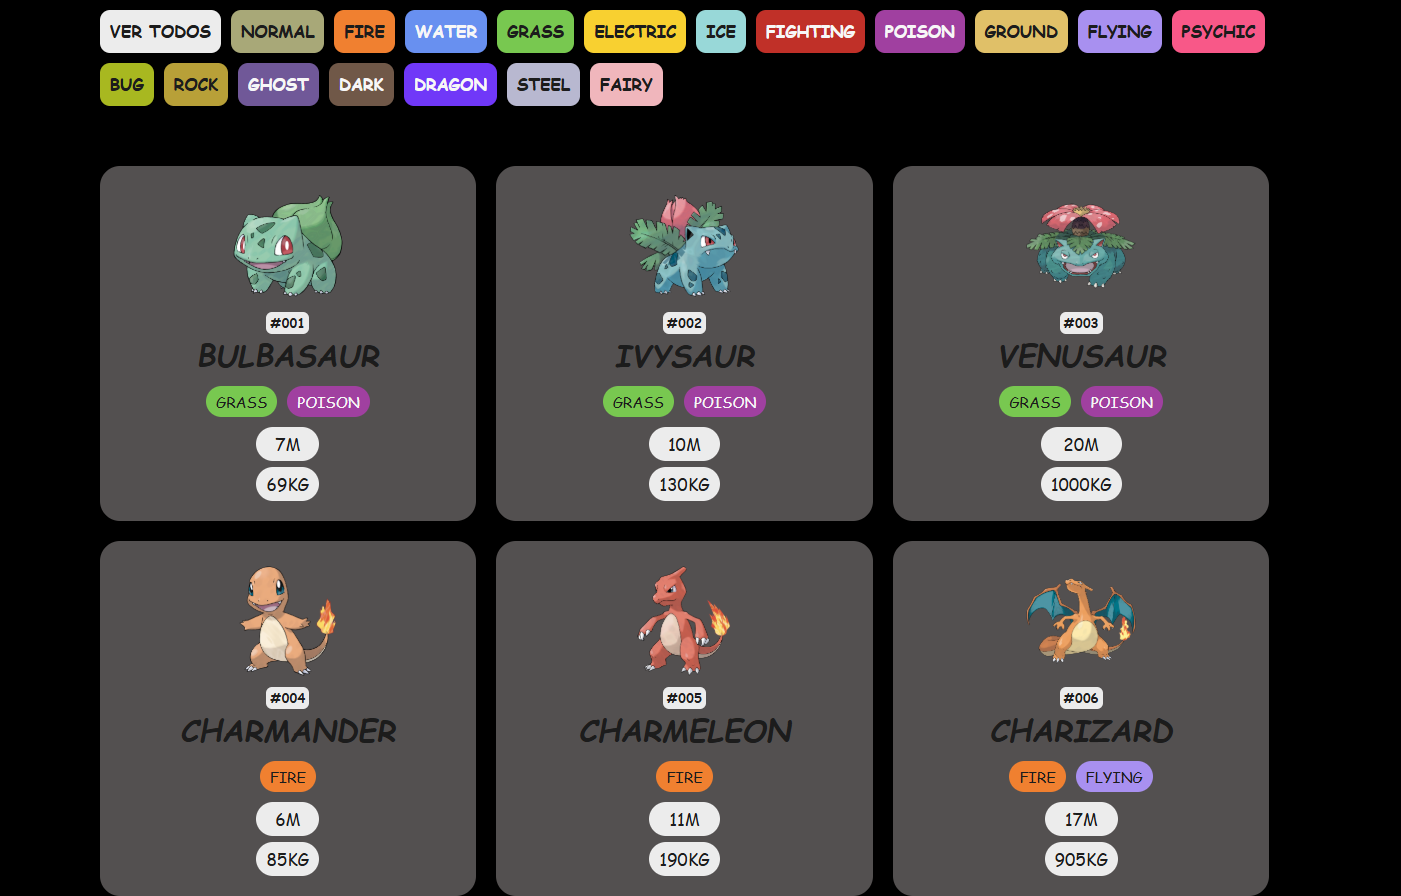 VER TODOS NORMAL FIRE WATER GRASS ELECTRIC ICE FIGHTING POISON GROUND FLYING PSYCHIC
BUG ROCK GHOST DARK DRAGON STEEL FAIRY
#001
BULBASAUR
GRASS POISON
7M
69KG
#002
IVYSAUR
GRASS POISON
10M
130KG
#003
VENUSAUR
GRASS POISON
20M
1000KG
#004
CHARMANDER
FIRE
6M
85KG
#005
CHARMELEON
FIRE
11M
190KG
#006
CHARIZARD
FIRE FLYING
17M
905KG